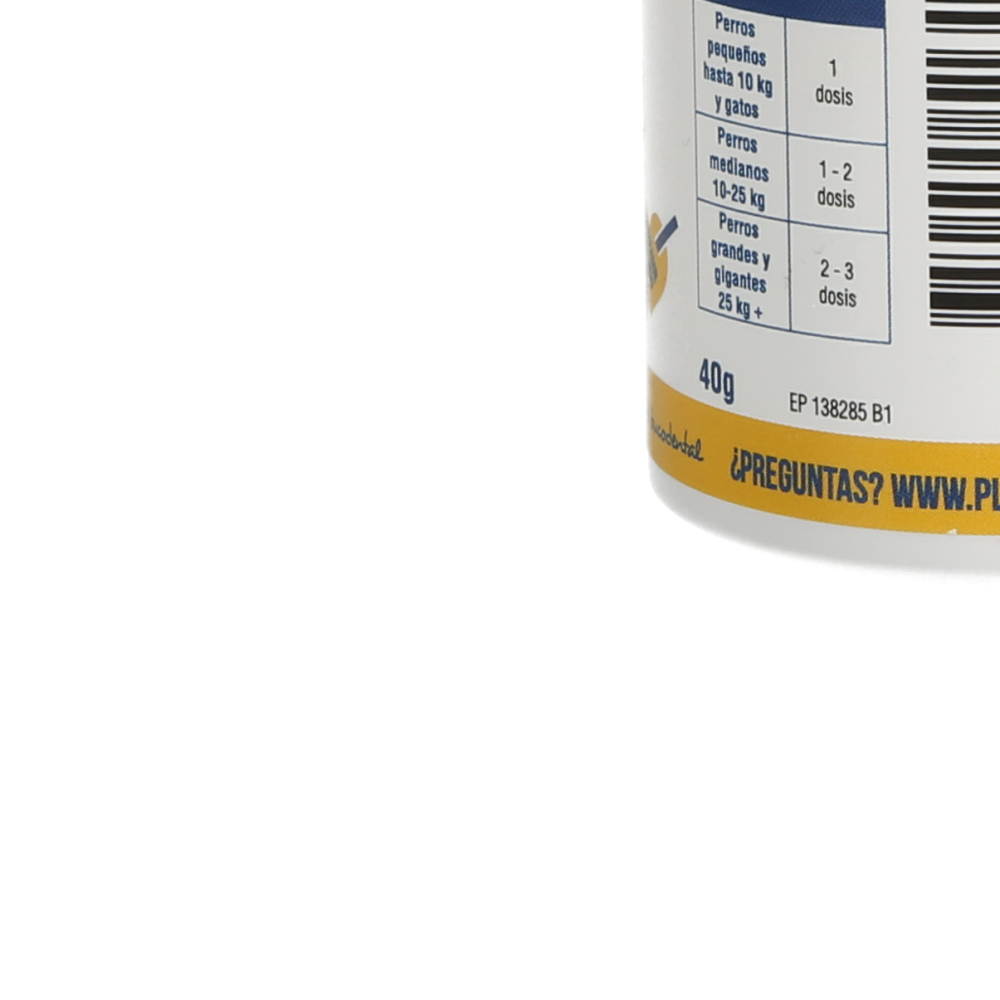 Perros
pequeños
hasta 10 kg
y gatos
1
dosis
Perros
medianos
10-25 kg
1 - 2
dosis
Perros
grandes y
gigantes
25 kg +
2 - 3
dosis
40g
EP 138285 B1
¿PREGUNTAS? WWW.PL